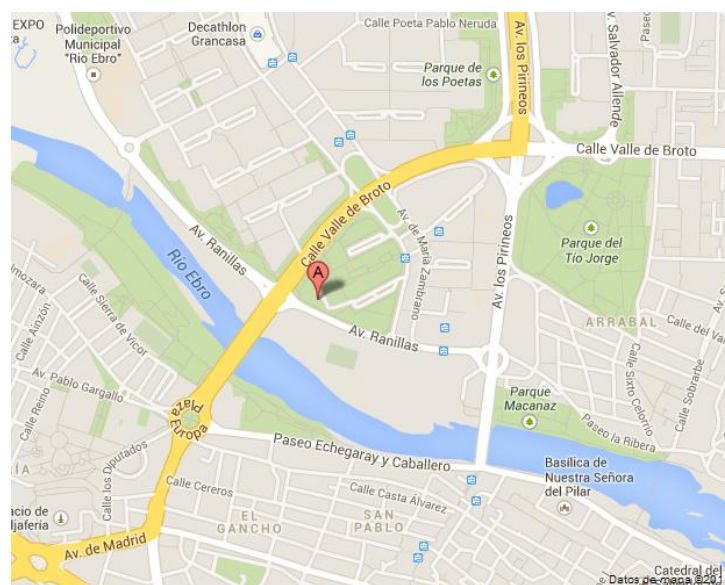 EXPO
Polideportivo
Municipal
"Rio Ebro"
Decathlon
Grancasa
Calle Poeta Pablo Neruda
Av. los Pirineos
Paseo
Av. Salvador Allende
Parque de
los Poetas
Calle Valle de Broto
Calle Valle de Broto
Av. Ranillas
Río Ebro
A
Av. de María Zambrano
Av. los Pirineos
Parque del
Tío Jorge
Almozara
Calle Ainzón
Calle Sierra de Vicor
Av. Ranillas
ARRABAL
Calle del
Calle Reino
Av. Pablo Gargallo
Plaza
Europa
Parque
Macanaz
Calle Sixto Celorrio
Calle Sobrarbe
Paseo la Ribera
Calle los Diputados
Paseo Echegaray y Caballero
Basílica de
Nuestra Señora
del Pilar
Calle Cereros
Calle Casta Álvarez
EL
GANCHO
SAN
PABLO
Av. de Madrid
Catedral del
Datos de mapa